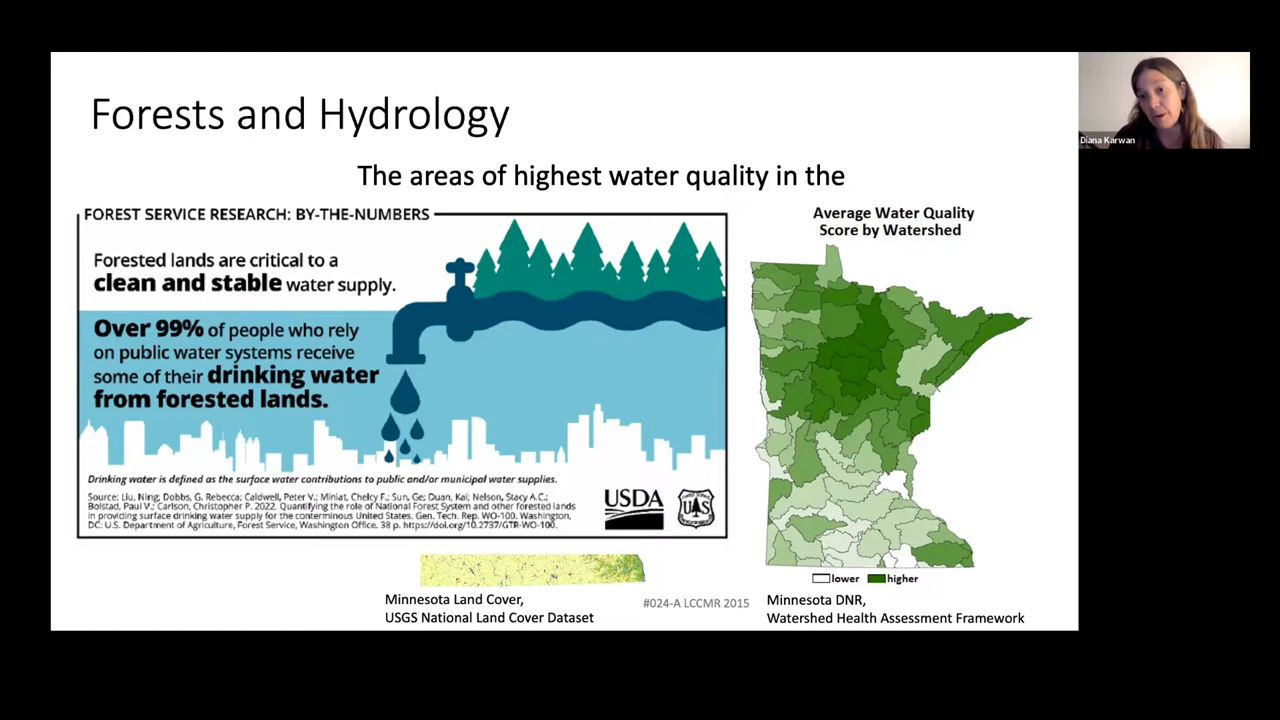 Forests and Hydrology
The areas of highest water quality in the
FOREST SERVICE RESEARCH: BY-THE-NUMBERS
Forested lands are critical to a
clean and stable water supply.
Over 99% of people who rely
on public water systems receive
some of their drinking water
from forested lands.
Drinking water is defined as the surface water contributions to public and/or municipal water supplies.
Source: Liu, Ning; Dobbs, G. Rebecca; Caldwell, Peter V.; Miniat, Chelcy F.; Sun, Ge; Duan, Kai; Nelson, Stacy A.C.;
Bolstad, Paul V.; Carlson, Christopher P. 2022. Quantifying the role of National Forest System and other forested lands
in providing surface drinking water supply for the conterminous United States. Gen. Tech. Rep. WO-100. Washington,
DC: U.S. Department of Agriculture, Forest Service, Washington Office. 38 p. https://doi.org/10.2737/GTR-WO-100.
USDA
U S
Average Water Quality
Score by Watershed
lower higher
Minnesota Land Cover,
USGS National Land Cover Dataset
#024-A LCCMR 2015
Minnesota DNR,
Watershed Health Assessment Framework
Diana Karwan